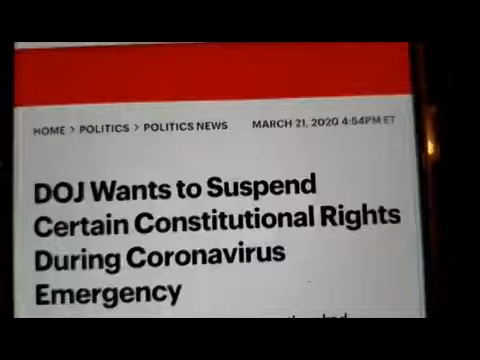 HOME > POLITICS > POLITICS NEWS MARCH 21, 2020 4:54PM ET
DOJ Wants to Suspend
Certain Constitutional Rights
During Coronavirus
Emergency